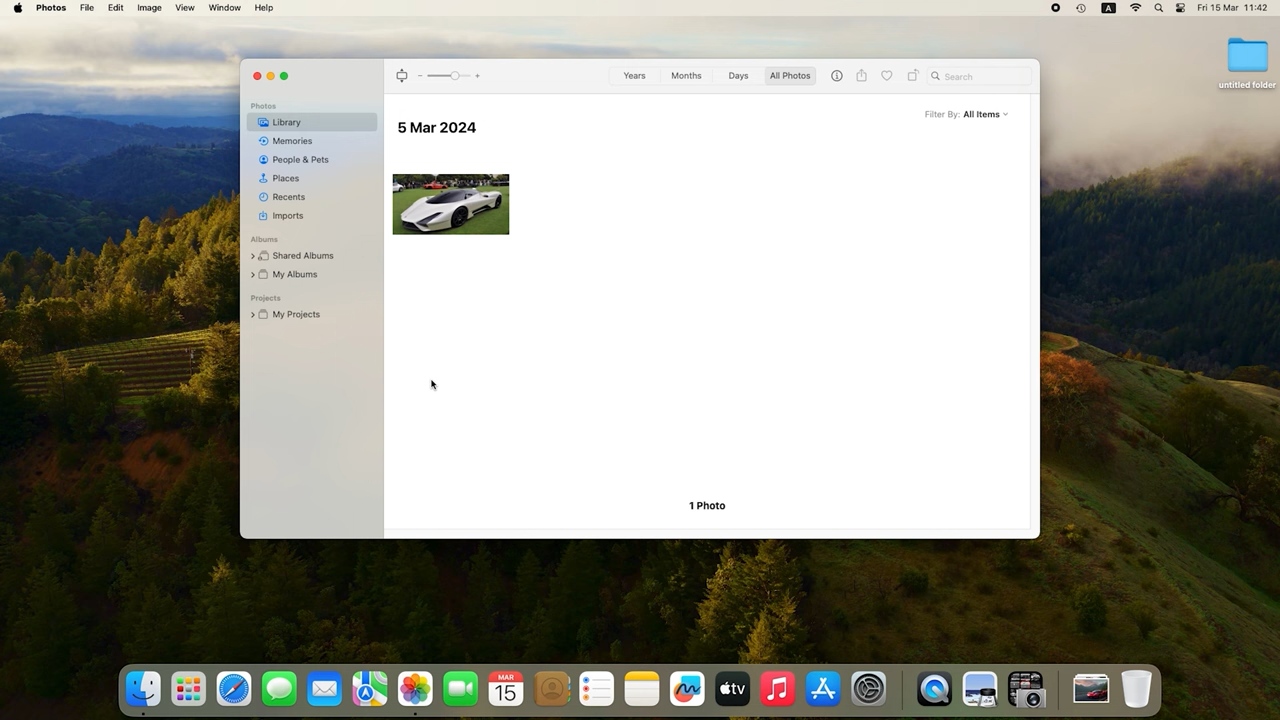 Photos File Edit Image View Window Help A Fri 15 Mar 11:42
untitled folder
Years Months Days All Photos Search
Photos
Library
Memories
People & Pets
Places
Recents
Imports
Albums
Shared Albums
My Albums
Projects
My Projects
Filter By: All Items
5 Mar 2024
1 Photo
MAR
15
tv